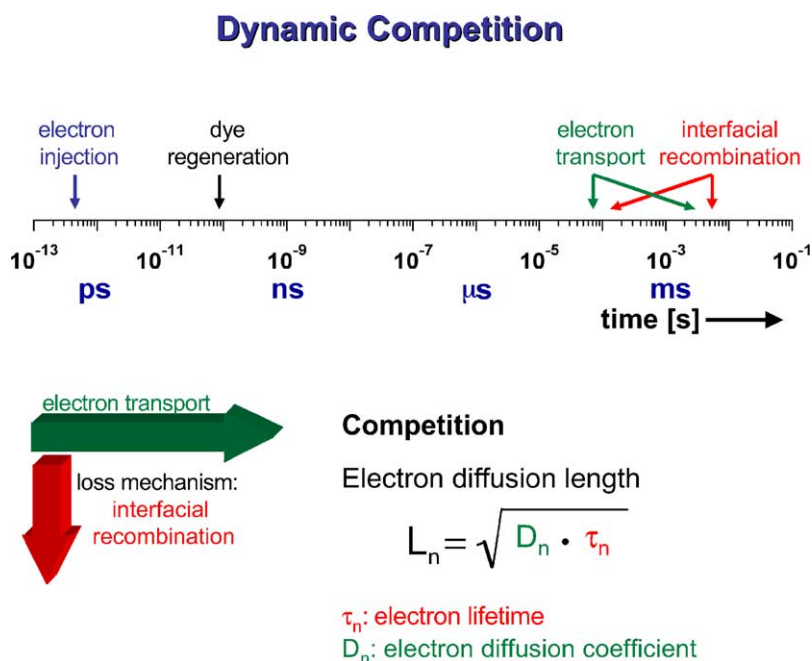 Dynamic Competition
electron
injection
dye
regeneration
electron
transport
interfacial
recombination
10⁻¹³
10⁻¹¹
10⁻⁹
10⁻⁷
10⁻⁵
10⁻³
10⁻¹
ps
ns
μs
ms
time [s]
electron transport
loss mechanism:
interfacial
recombination
Competition
Electron diffusion length
Lₙ = √ Dₙ · τₙ
τₙ: electron lifetime
Dₙ: electron diffusion coefficient